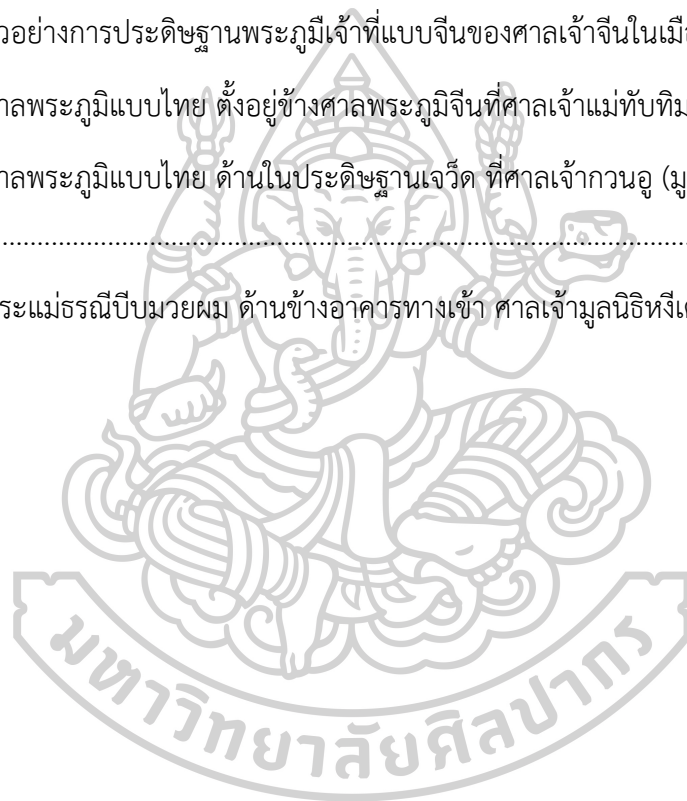 วอย่างการประดิษฐานพระภูมืเจ้าที่แบบจีนของศาลเจ้าจีนในเมือ
าลพระภูมิแบบไทย ตั้งอยู่ข้างศาลพระภูมิจีนที่ศาลเจ้าแม่ทับทิม
าลพระภูมิแบบไทย ด้านในประดิษฐานเจว็ด ที่ศาลเจ้ากวนอู (มู
........................................................................................................
ระแม่ธรณีบีบมวยผม ด้านข้างอาคารทางเข้า ศาลเจ้ามูลนิธิหงีเ
มหาวิทยาลัยศิลปากร